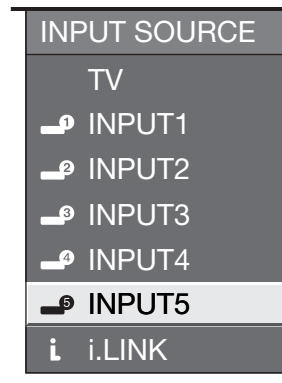 INPUT SOURCE
TV
1 INPUT1
2 INPUT2
3 INPUT3
4 INPUT4
5 INPUT5
i i.LINK